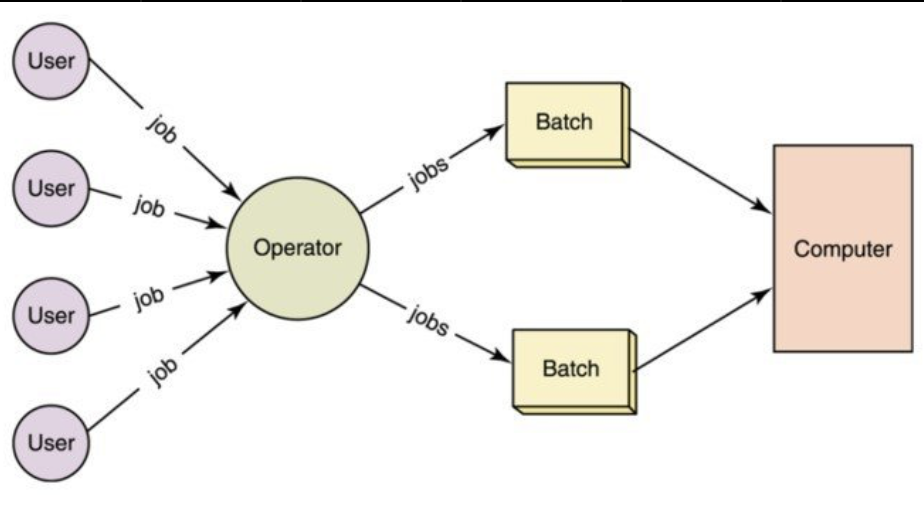 User
job
User
job
User
job
User
job
Operator
jobs
Batch
jobs
Batch
Computer